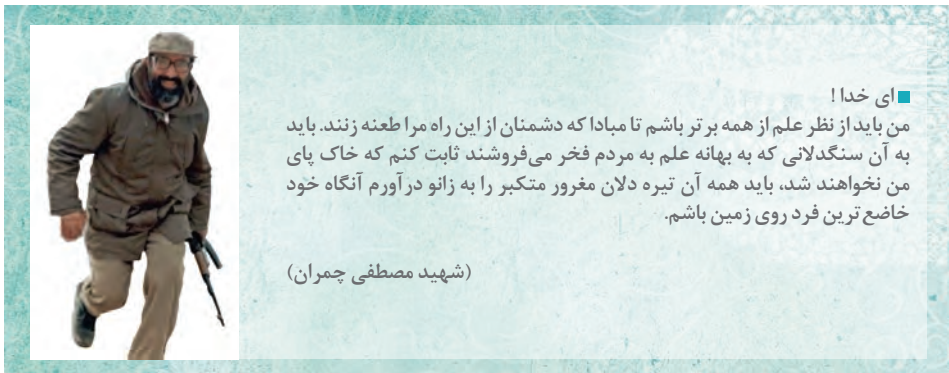 ای خدا !
من باید از نظر علم از همه برتر باشم تا مبادا که دشمنان از این راه مرا طعنه زنند. باید
به آن سنگدلانی که به بهانه علم به مردم فخر می‌فروشند ثابت کنم که خاک پای
من نخواهند شد، باید همه آن تیره دلان مغرور متکبر را به زانو درآورم آنگاه خود
خاضع‌ترین فرد روی زمین باشم.
(شهید مصطفی چمران)